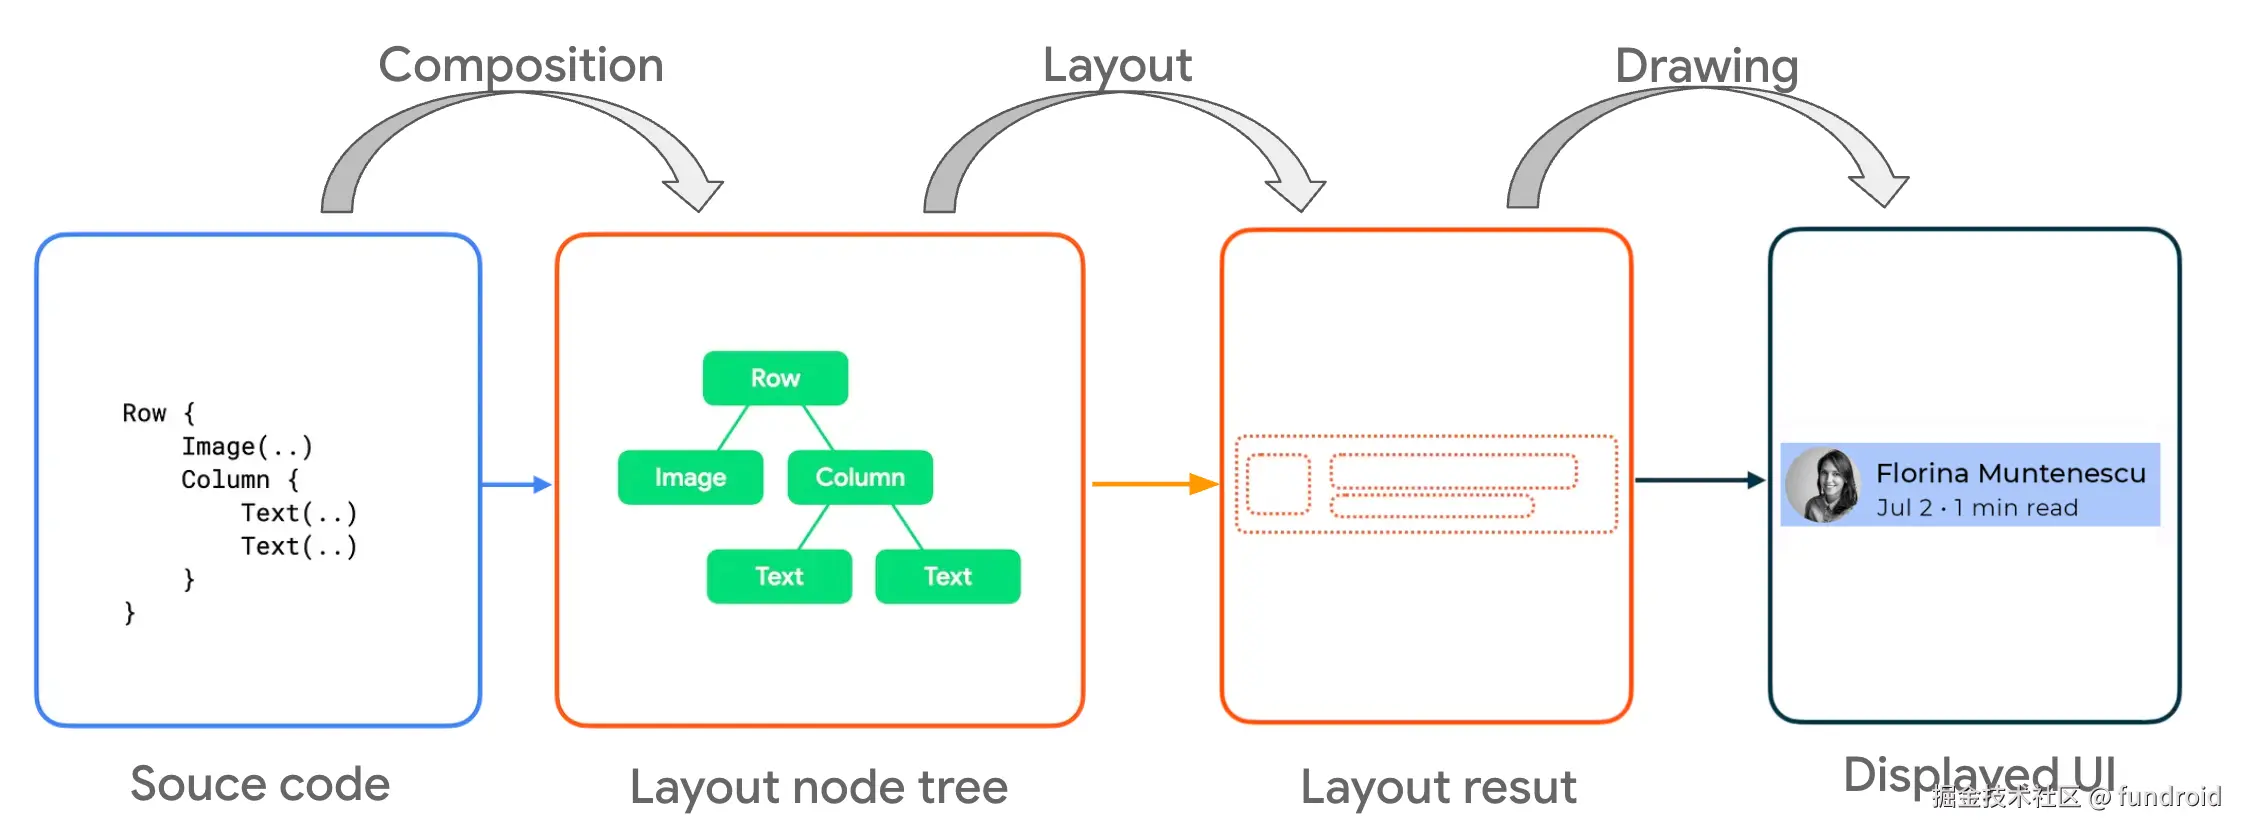 Composition
Layout
Drawing
Row {
    Image(..)
    Column {
        Text(..)
        Text(..)
    }
}
Row
Image
Column
Text
Text
Florina Muntenescu
Jul 2 · 1 min read
Souce code
Layout node tree
Layout resut
Displayed UI
掘金技术社区 @ fundroid